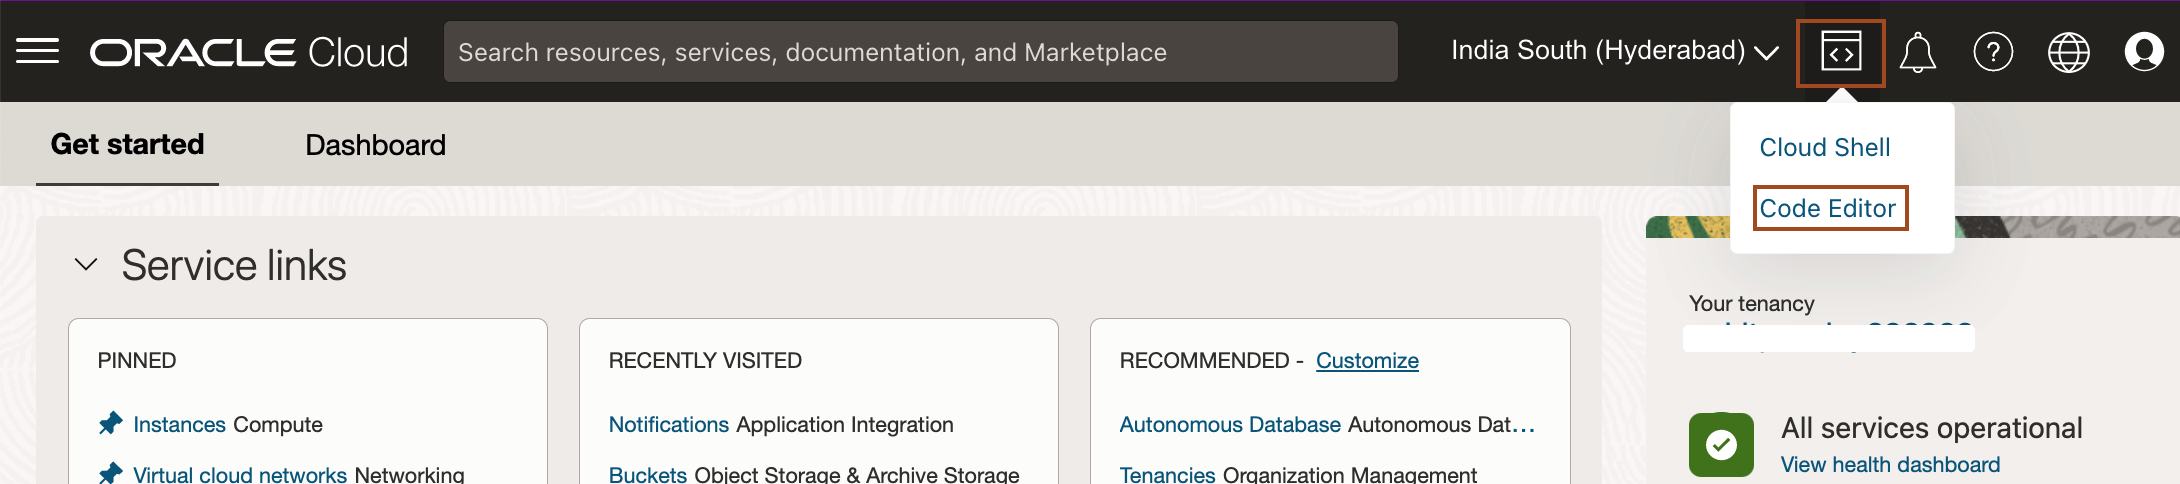 ORACLE Cloud
Search resources, services, documentation, and Marketplace
India South (Hyderabad)
Cloud Shell
Code Editor
Get started
Dashboard
Service links
PINNED
Instances Compute
Virtual cloud networks Networking
RECENTLY VISITED
Notifications Application Integration
Buckets Object Storage & Archive Storage
RECOMMENDED - Customize
Autonomous Database Autonomous Dat...
Tenancies Organization Management
Your tenancy
All services operational
View health dashboard